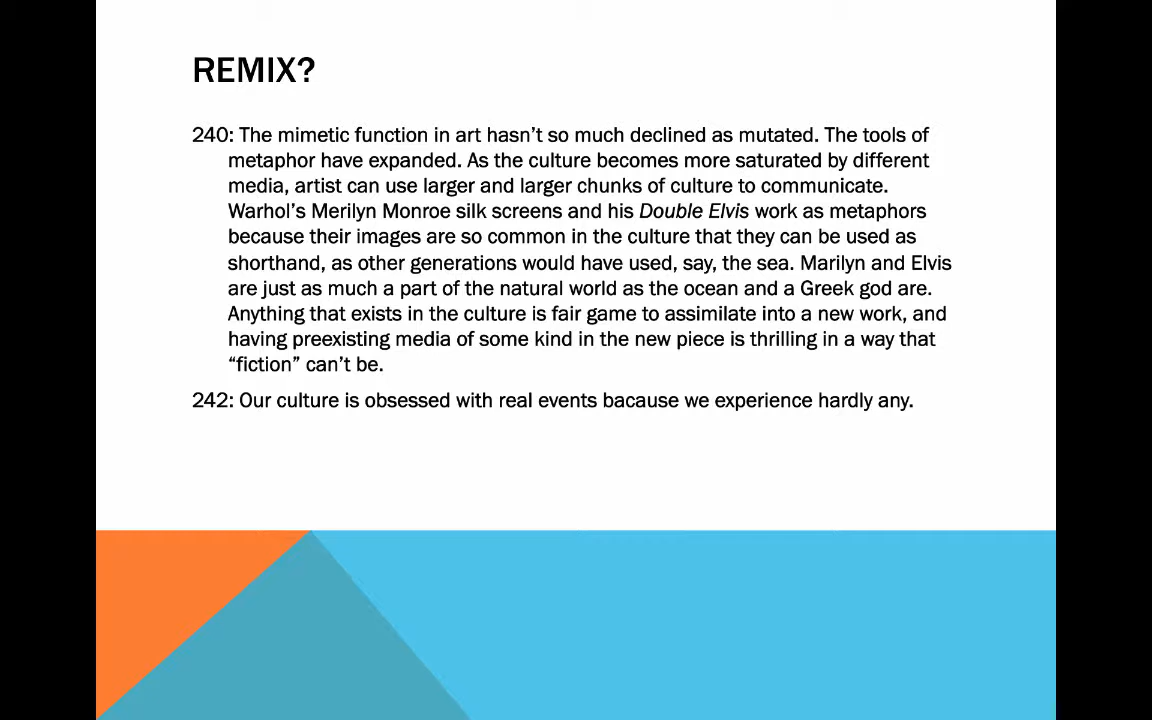 REMIX?
240: The mimetic function in art hasn't so much declined as mutated. The tools of
metaphor have expanded. As the culture becomes more saturated by different
media, artist can use larger and larger chunks of culture to communicate.
Warhol's Merilyn Monroe silk screens and his Double Elvis work as metaphors
because their images are so common in the culture that they can be used as
shorthand, as other generations would have used, say, the sea. Marilyn and Elvis
are just as much a part of the natural world as the ocean and a Greek god are.
Anything that exists in the culture is fair game to assimilate into a new work, and
having preexisting media of some kind in the new piece is thrilling in a way that
“fiction” can't be.
242: Our culture is obsessed with real events bacause we experience hardly any.